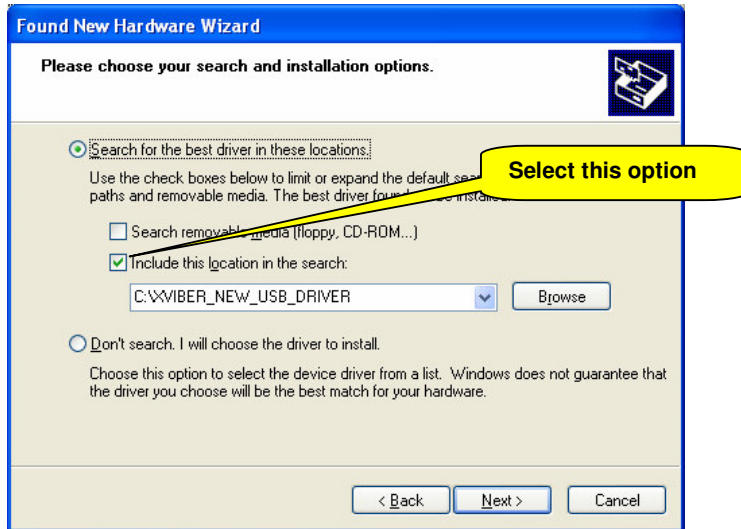 Found New Hardware Wizard
Please choose your search and installation options.
Search for the best driver in these locations.
Use the check boxes below to limit or expand the default sea
paths and removable media. The best driver found installed.
Select this option
Search removable media (floppy, CD-ROM...)
Include this location in the search:
C:\XVIBER_NEW_USB_DRIVER
Browse
Don't search. I will choose the driver to install.
Choose this option to select the device driver from a list. Windows does not guarantee that
the driver you choose will be the best match for your hardware.
< Back Next > Cancel